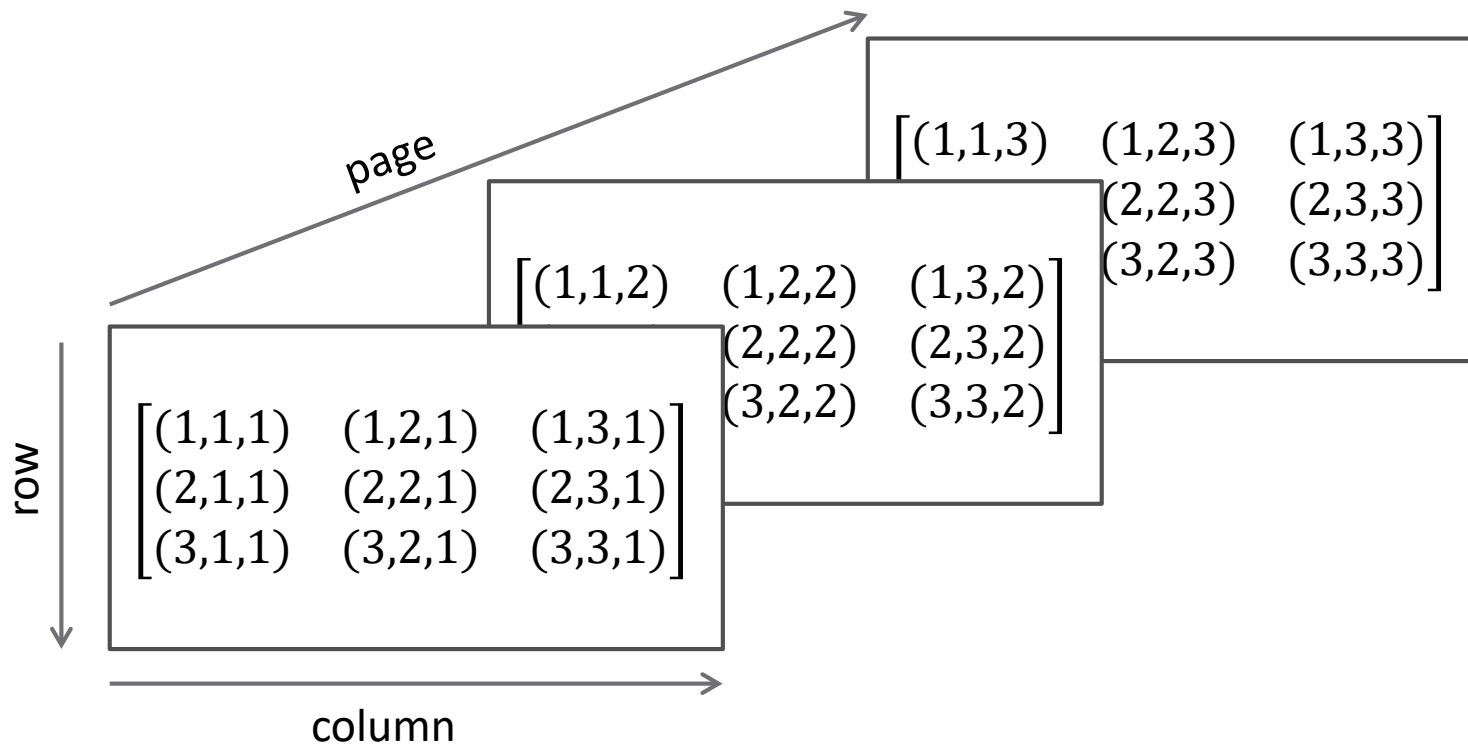 page
(1,1,3) (1,2,3) (1,3,3)
(2,2,3) (2,3,3)
(3,2,3) (3,3,3)
(1,1,2) (1,2,2) (1,3,2)
(2,2,2) (2,3,2)
(3,2,2) (3,3,2)
row
(1,1,1) (1,2,1) (1,3,1)
(2,1,1) (2,2,1) (2,3,1)
(3,1,1) (3,2,1) (3,3,1)
column